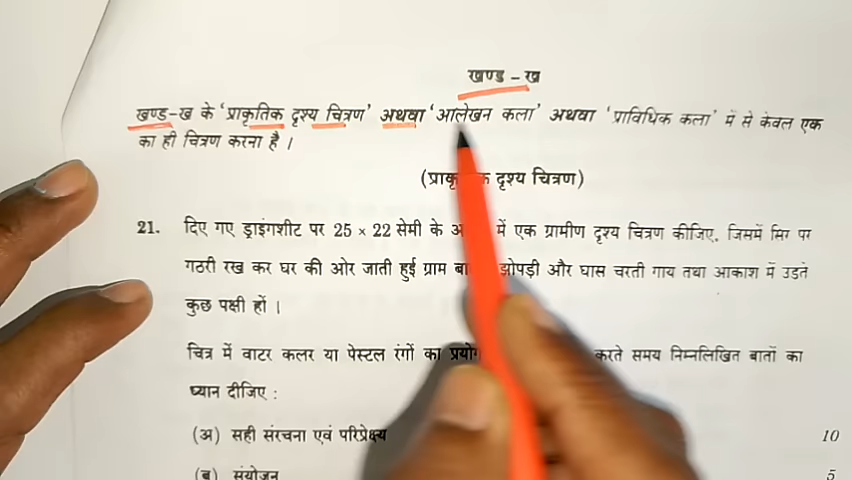 खण्ड – ख
खण्ड-ख के 'प्राकृतिक दृश्य चित्रण' अथवा 'आलेखन कला' अथवा 'प्राविधिक कला' में से केवल एक
का ही चित्रण करना है ।
(प्राकृ क दृश्य चित्रण)
21. दिए गए ड्राइंगशीट पर 25 × 22 सेमी के में एक ग्रामीण दृश्य चित्रण कीजिए, जिसमें सिर पर
गठरी रख कर घर की ओर जाती हुई ग्राम झोपड़ी और घास चरती गाय तथा आकाश में उड़ते
कुछ पक्षी हों ।
चित्र में वाटर कलर या पेस्टल रंगों का करते समय निम्नलिखित बातों का
ध्यान दीजिए :
(अ) सही संरचना एवं परिप्रेक्ष्य 10
(ब) संयोजन 5